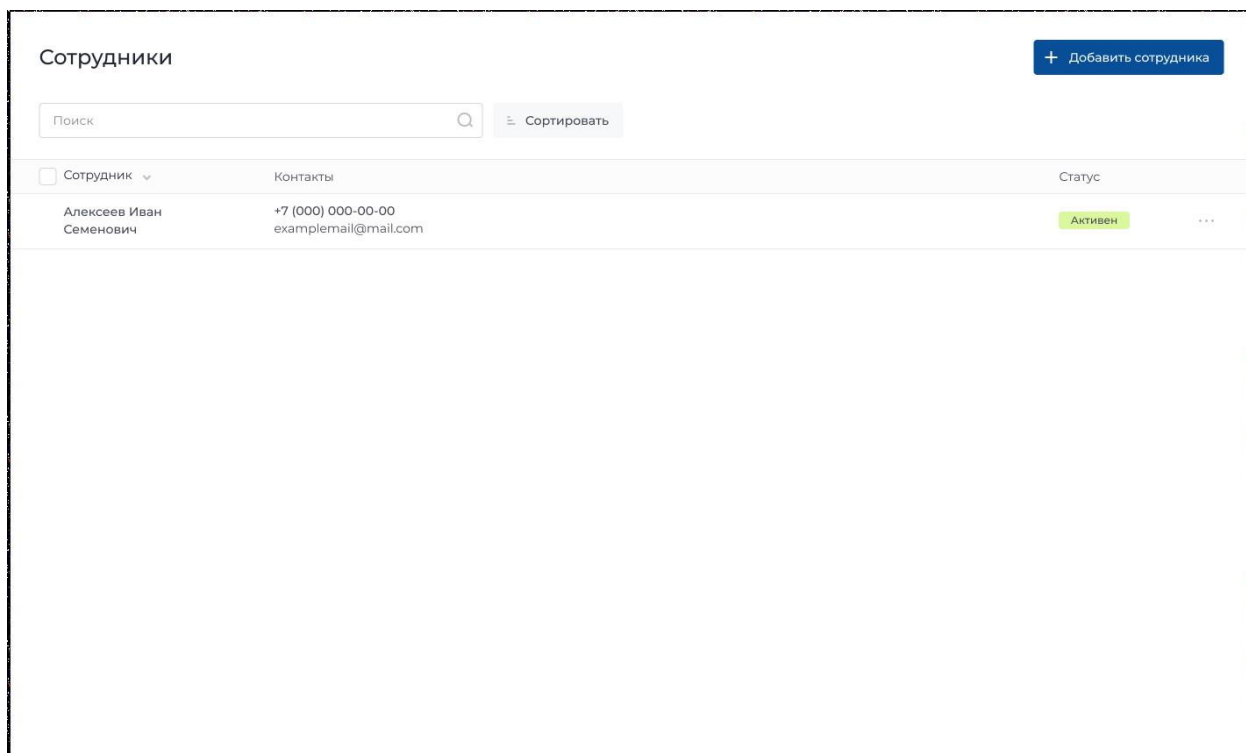 Сотрудники
+ Добавить сотрудника
Поиск
Сортировать
Сотрудник
Контакты
Статус
Алексеев Иван
Семенович
+7 (000) 000-00-00
examplemail@mail.com
Активен
...